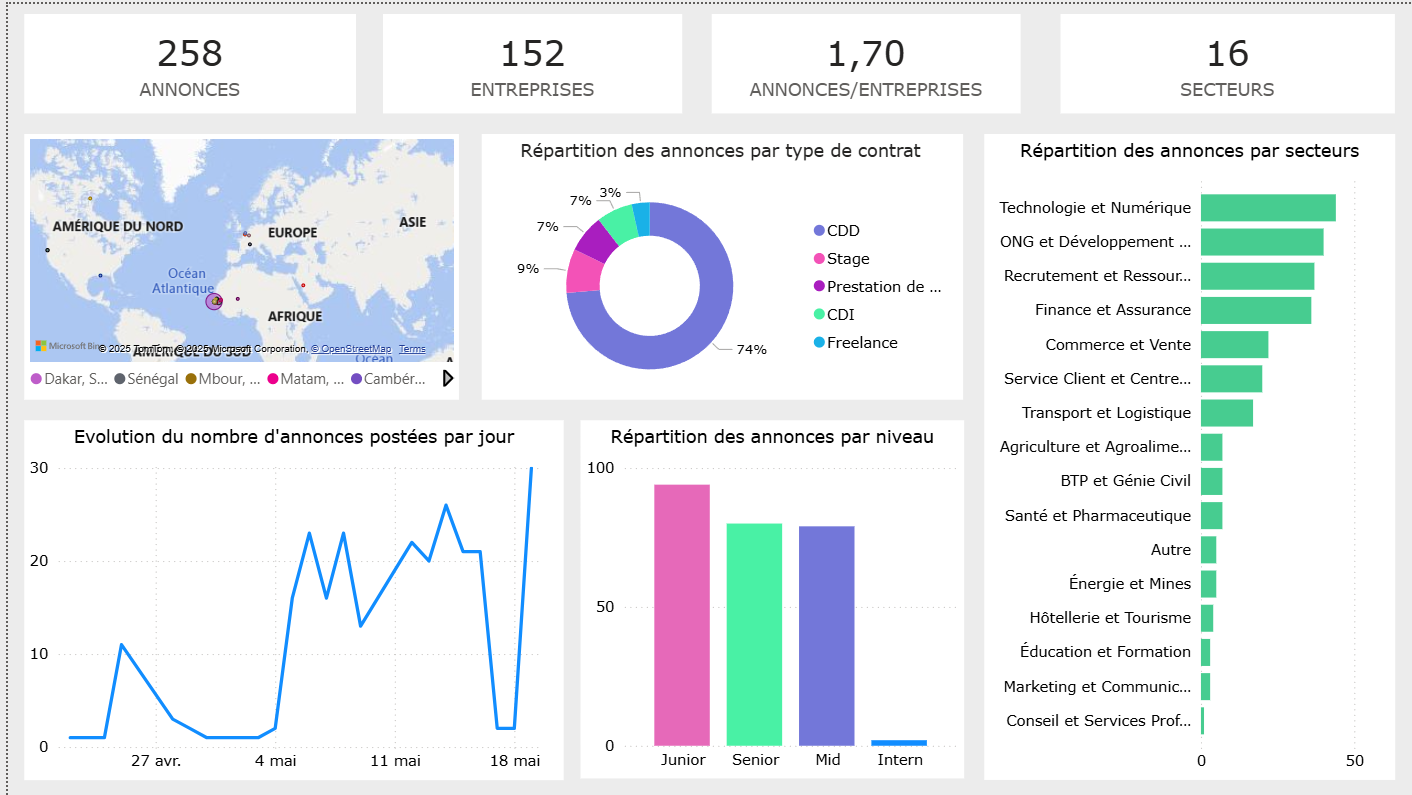 258
ANNONCES
152
ENTREPRISES
1,70
ANNONCES/ENTREPRISES
16
SECTEURS
AMÉRIQUE DU NORD
EUROPE
ASIE
Océan
Atlantique
AFRIQUE
AMÉRIQUE DU SUD
Océan
Microsoft Bing
© 2025 TomTom, © 2025 Microsoft Corporation, © OpenStreetMap Terms
Dakar, S... Sénégal Mbour, ... Matam, ... Cambér...
Répartition des annonces par type de contrat
3%
7%
7%
9%
74%
CDD
Stage
Prestation de ...
CDI
Freelance
Répartition des annonces par secteurs
Technologie et Numérique
ONG et Développement ...
Recrutement et Ressour...
Finance et Assurance
Commerce et Vente
Service Client et Centre...
Transport et Logistique
Agriculture et Agroalime...
BTP et Génie Civil
Santé et Pharmaceutique
Autre
Énergie et Mines
Hôtellerie et Tourisme
Éducation et Formation
Marketing et Communic...
Conseil et Services Prof...
0 50
Evolution du nombre d'annonces postées par jour
30
20
10
0
27 avr. 4 mai 11 mai 18 mai
Répartition des annonces par niveau
100
50
0
Junior Senior Mid Intern